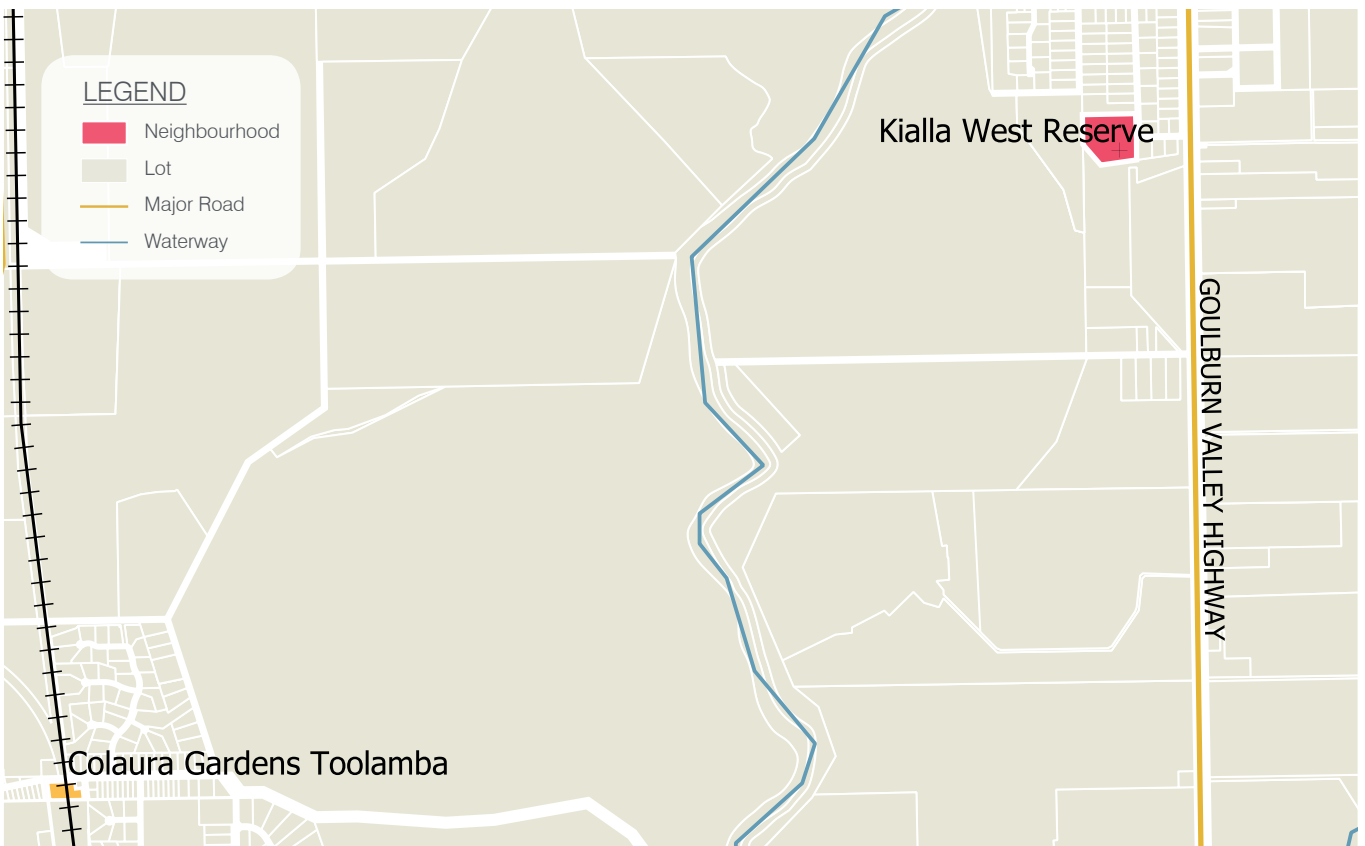 LEGEND
Neighbourhood
Lot
Major Road
Waterway
Kialla West Reserve
GOULBURN VALLEY HIGHWAY
Colaura Gardens Toolamba